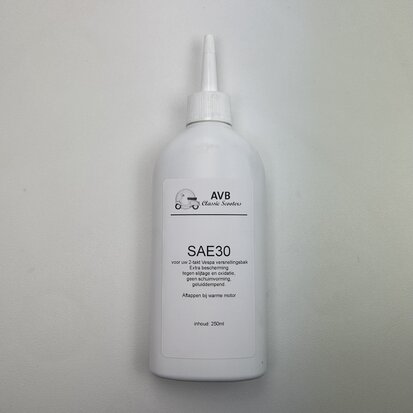 AVB
Classic Scooters
SAE30
voor uw 2-takt Vespa versnellingsbak
Extra bescherming
tegen slijtage en oxidatie,
geen schuimvorming,
geluiddempend.
Aftappen bij warme motor
inhoud: 250ml